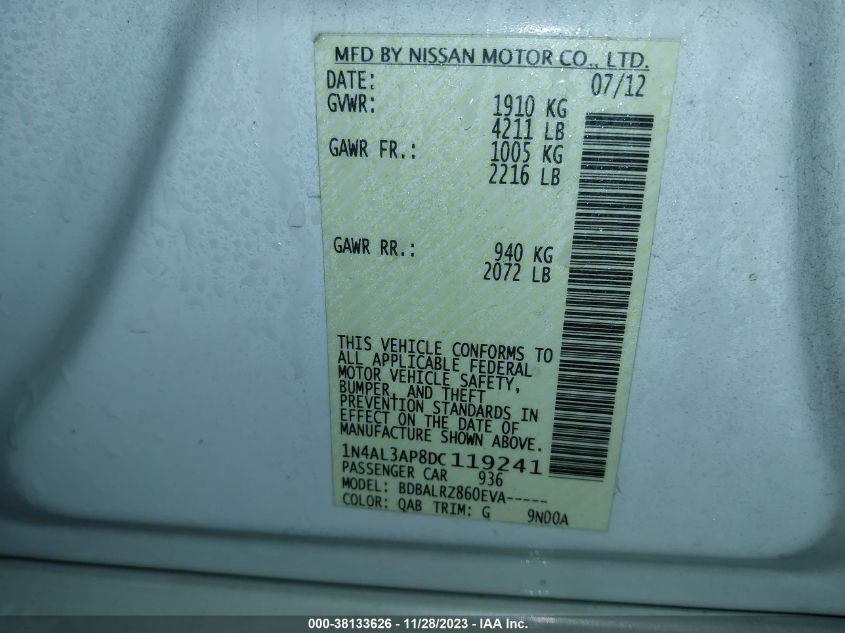 MFD BY NISSAN MOTOR CO., LTD.
DATE: 07/12
GVWR: 1910 KG
4211 LB
GAWR FR.: 1005 KG
2216 LB
GAWR RR.: 940 KG
2072 LB
THIS VEHICLE CONFORMS TO
ALL APPLICABLE FEDERAL
MOTOR VEHICLE SAFETY,
BUMPER, AND THEFT
PREVENTION STANDARDS IN
EFFECT ON THE DATE OF
MANUFACTURE SHOWN ABOVE.
1N4AL3AP8DC119241
PASSENGER CAR 936
MODEL: BDBALRZ860EVA-----
COLOR: QAB TRIM: G 9N00A
000-38133626 - 11/28/2023 - IAA Inc.